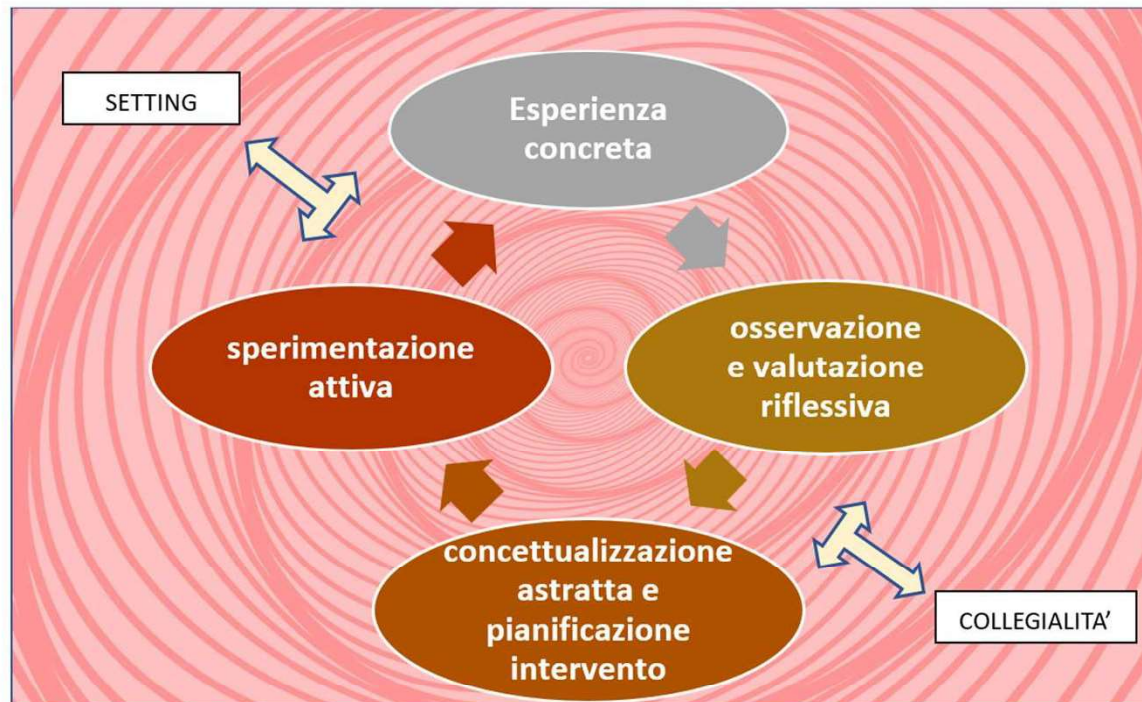 SETTING
Esperienza
concreta
sperimentazione
attiva
osservazione
e valutazione
riflessiva
concettualizzazione
astratta e
pianificazione
intervento
COLLEGIALITA’